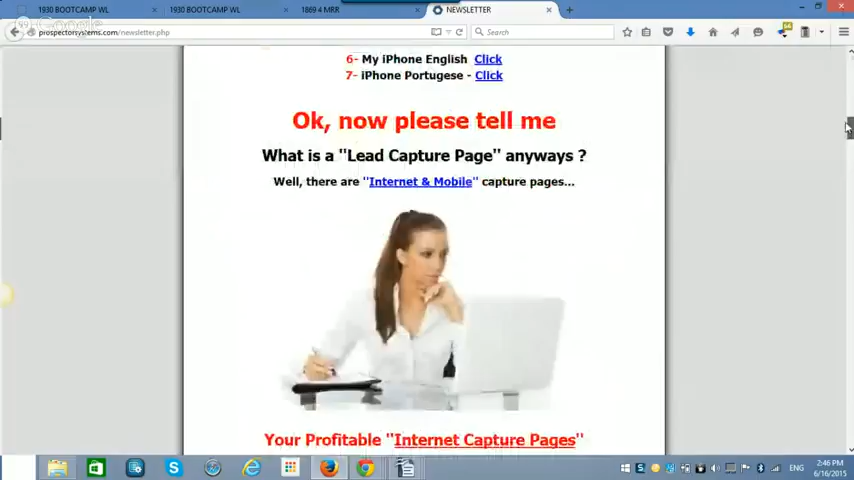 1930 BOOTCAMP WL
1930 BOOTCAMP WL
1869 4 MRR
NEWSLETTER
Google
prospectorsystems.com/newsletter.php
Search
6- My iPhone English Click
7- iPhone Portugese - Click
Ok, now please tell me
What is a "Lead Capture Page" anyways ?
Well, there are "Internet & Mobile" capture pages...
Your Profitable "Internet Capture Pages"
ENG
2:46 PM
6/16/2015